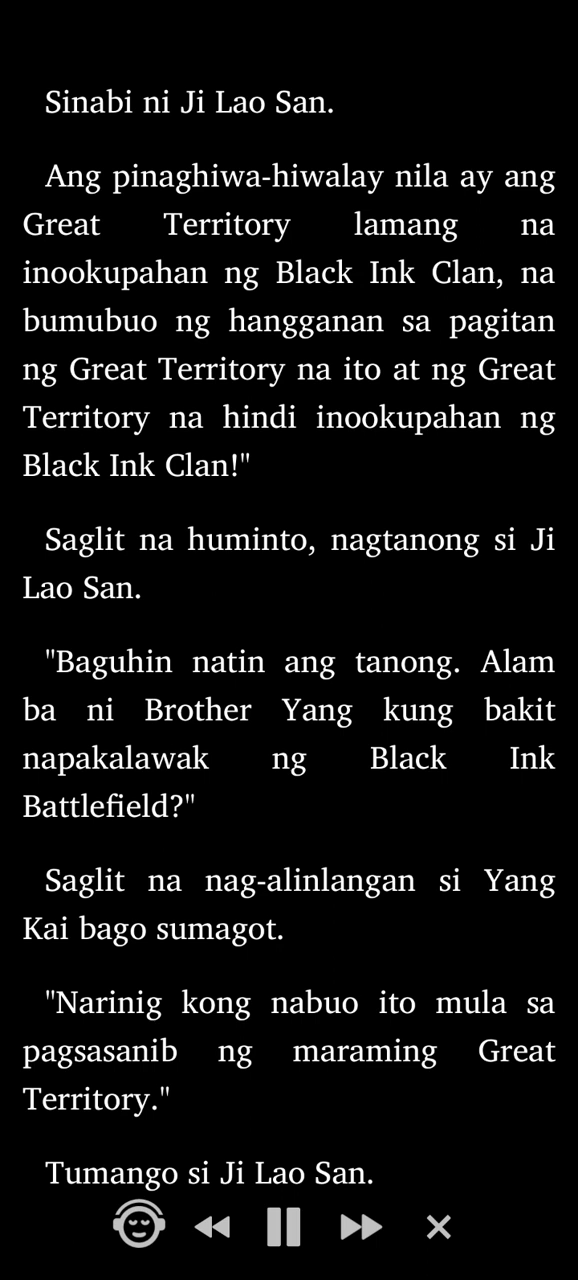 Sinabi ni Ji Lao San.
Ang pinaghiwa-hiwalay nila ay ang
Great Territory lamang na
inookupahan ng Black Ink Clan, na
bumubuo ng hangganan sa pagitan
ng Great Territory na ito at ng Great
Territory na hindi inookupahan ng
Black Ink Clan!"
Saglit na huminto, nagtanong si Ji
Lao San.
"Baguhin natin ang tanong. Alam
ba ni Brother Yang kung bakit
napakalawak ng Black Ink
Battlefield?"
Saglit na nag-alinlangan si Yang
Kai bago sumagot.
"Narinig kong nabuo ito mula sa
pagsasanib ng maraming Great
Territory."
Tumango si Ji Lao San.